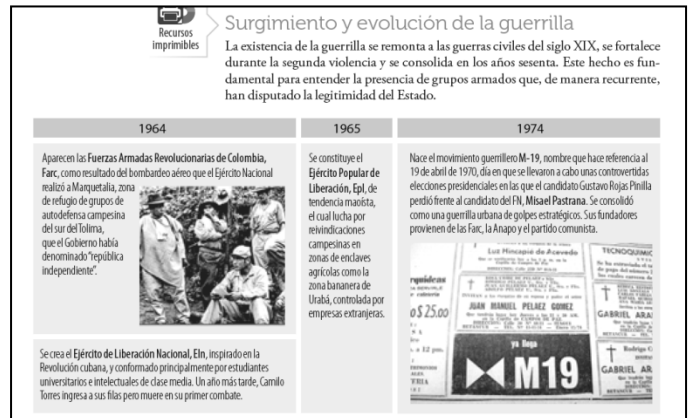 Recursos
imprimibles
Surgimiento y evolución de la guerrilla
La existencia de la guerrilla se remonta a las guerras civiles del siglo XIX, se fortalece
durante la segunda violencia y se consolida en los años sesenta. Este hecho es fun-
damental para entender la presencia de grupos armados que, de manera recurrente,
han disputado la legitimidad del Estado.
1964
Aparecen las Fuerzas Armadas Revolucionarias de Colombia,
Farc, como resultado del bombardeo aéreo que el Ejército Nacional
realizó a Marquetalia, zona
de refugio de grupos de
autodefensa campesina
del sur del Tolima,
que el Gobierno había
denominado "república
independiente".
Se crea el Ejército de Liberación Nacional, Eln, inspirado en la
Revolución cubana, y conformado principalmente por estudiantes
universitarios e intelectuales de clase media. Un año más tarde, Camilo
Torres ingresa a sus filas pero muere en su primer combate.
1965
Se constituye el
Ejército Popular de
Liberación, Epl, de
tendencia maoísta,
el cual lucha por
reivindicaciones
campesinas en
zonas de enclaves
agrícolas como la
zona bananera de
Urabá, controlada por
empresas extranjeras.
1974
Nace el movimiento guerrillero M-19, nombre que hace referencia al
19 de abril de 1970, día en que se llevaron a cabo unas controvertidas
elecciones presidenciales en las que el candidato Gustavo Rojas Pinilla
perdió frente al candidato del FN, Misael Pastrana. Se consolidó
como una guerrilla urbana de golpes estratégicos. Sus fundadores
provienen de las Farc, la Anapo y el partido comunista.
Luz Hincapié de Acevedo
TECNOQUIMIC
JUAN MANUEL PELAEZ GOMEZ
o $ 25.00
GABRIEL ARA
ya llega
M19
Rodrigo
GABRIEL ARA